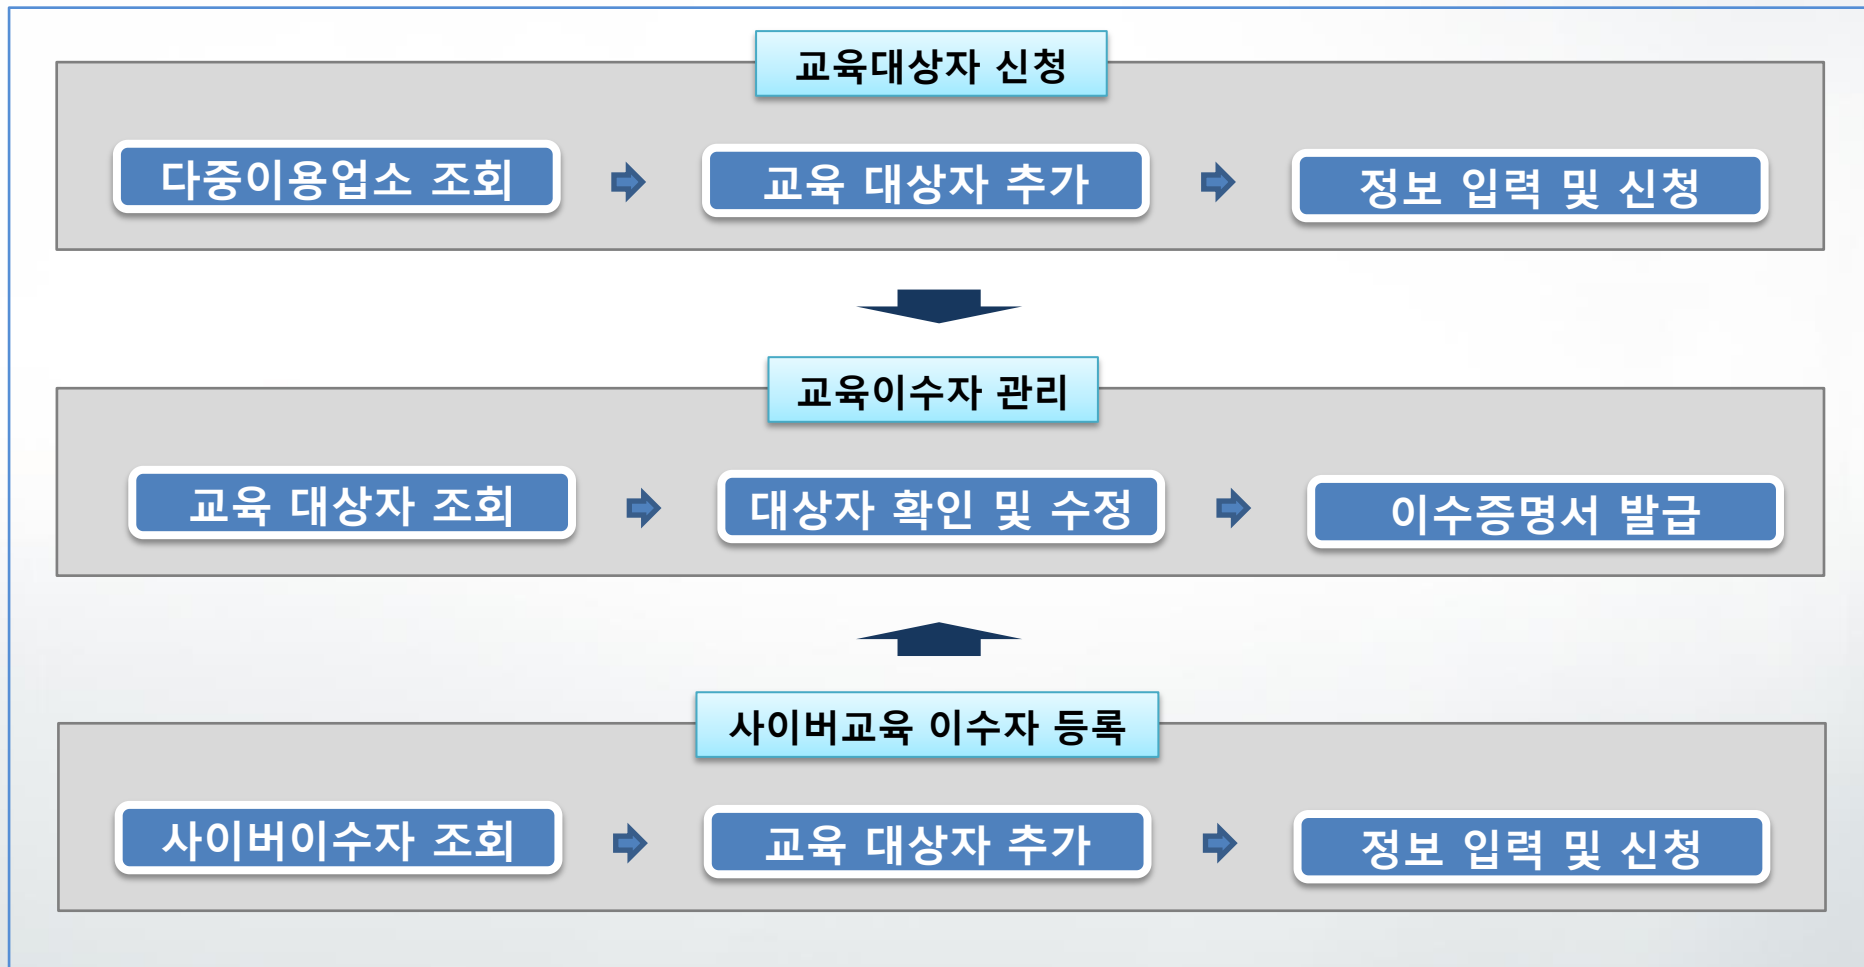 교육대상자 신청
다중이용업소 조회
교육 대상자 추가
정보 입력 및 신청
교육이수자 관리
교육 대상자 조회
대상자 확인 및 수정
이수증명서 발급
사이버교육 이수자 등록
사이버이수자 조회
교육 대상자 추가
정보 입력 및 신청